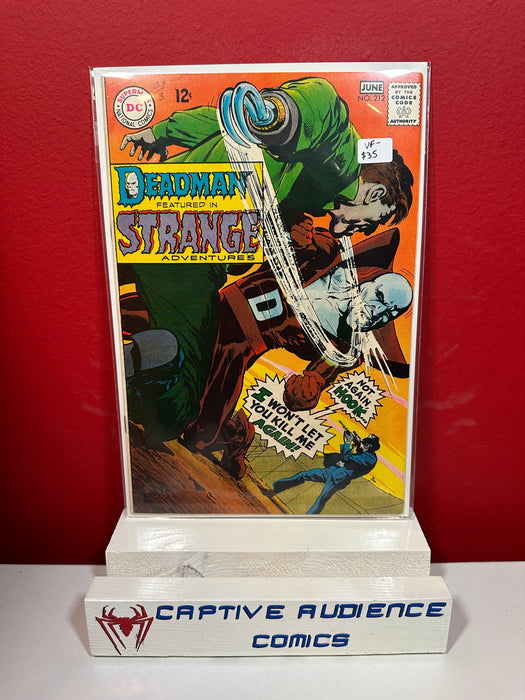 SUPERMAN
DC
NATIONAL COMICS
12¢
JUNE
NO. 212
APPROVED
BY THE
COMICS
CODE
AUTHORITY
VF-
$35
DEADMAN
FEATURED IN
STRANGE
ADVENTURES
D
NOT
AGAIN,
HOOK...
I WON'T LET
YOU KILL ME
AGAIN!
CAPTIVE AUDIENCE
COMICS